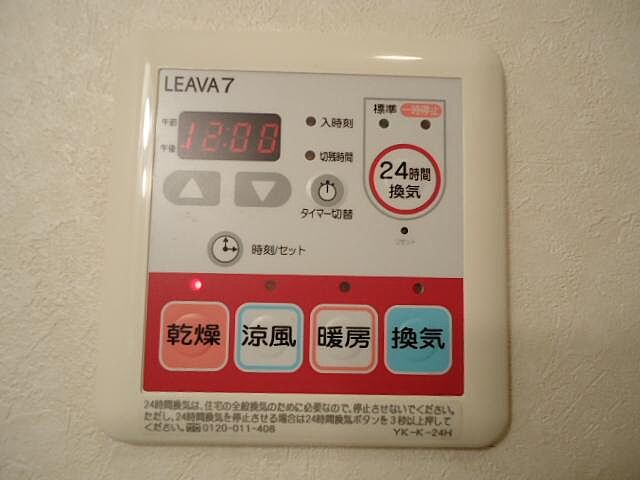 LEAVA 7
標準 一時停止
午前
12:00
午後
入時刻
切残時間
24時間
換気
タイマー切替
リセット
時刻/セット
乾燥 涼風 暖房 換気
24時間換気は、住宅の全般換気のために必要なので、停止させないでください。
ただし、24時間換気を停止させる場合は24時間換気ボタンを3秒以上押して
ください。 0120-011-408 YK-K-24H